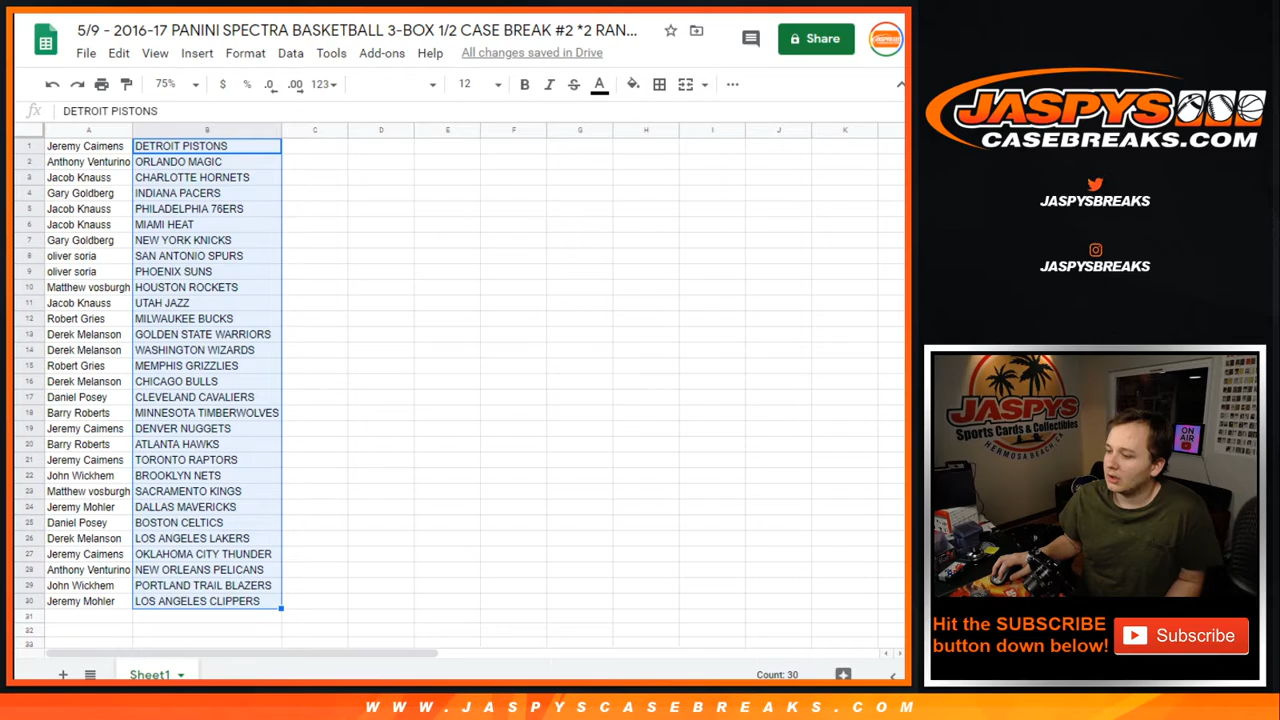 5/9 - 2016-17 PANINI SPECTRA BASKETBALL 3-BOX 1/2 CASE BREAK #2 *2 RAN...
File Edit View Insert Format Data Tools Add-ons Help All changes saved in Drive
Share
75% $ % .0 .00 123 12 B I S A
fx DETROIT PISTONS
A B C D E F G H I J K
1 Jeremy Caimens DETROIT PISTONS
2 Anthony Venturino ORLANDO MAGIC
3 Jacob Knauss CHARLOTTE HORNETS
4 Gary Goldberg INDIANA PACERS
5 Jacob Knauss PHILADELPHIA 76ERS
6 Jacob Knauss MIAMI HEAT
7 Gary Goldberg NEW YORK KNICKS
8 oliver soria SAN ANTONIO SPURS
9 oliver soria PHOENIX SUNS
10 Matthew vosburgh HOUSTON ROCKETS
11 Jacob Knauss UTAH JAZZ
12 Robert Gries MILWAUKEE BUCKS
13 Derek Melanson GOLDEN STATE WARRIORS
14 Derek Melanson WASHINGTON WIZARDS
15 Robert Gries MEMPHIS GRIZZLIES
16 Derek Melanson CHICAGO BULLS
17 Daniel Posey CLEVELAND CAVALIERS
18 Barry Roberts MINNESOTA TIMBERWOLVES
19 Jeremy Caimens DENVER NUGGETS
20 Barry Roberts ATLANTA HAWKS
21 Jeremy Caimens TORONTO RAPTORS
22 John Wickhem BROOKLYN NETS
23 Matthew vosburgh SACRAMENTO KINGS
24 Jeremy Mohler DALLAS MAVERICKS
25 Daniel Posey BOSTON CELTICS
26 Derek Melanson LOS ANGELES LAKERS
27 Jeremy Caimens OKLAHOMA CITY THUNDER
28 Anthony Venturino NEW ORLEANS PELICANS
29 John Wickhem PORTLAND TRAIL BLAZERS
30 Jeremy Mohler LOS ANGELES CLIPPERS
31
32
33
Sheet1
Count: 30
JASPYS
CASEBREAKS.COM
JASPYSBREAKS
JASPYSBREAKS
JASPYS
Sports Cards & Collectibles
HERMOSA BEACH, CA
ON AIR
Hit the SUBSCRIBE
button down below!
Subscribe
WWW.JASPYSCASEBREAKS.COM